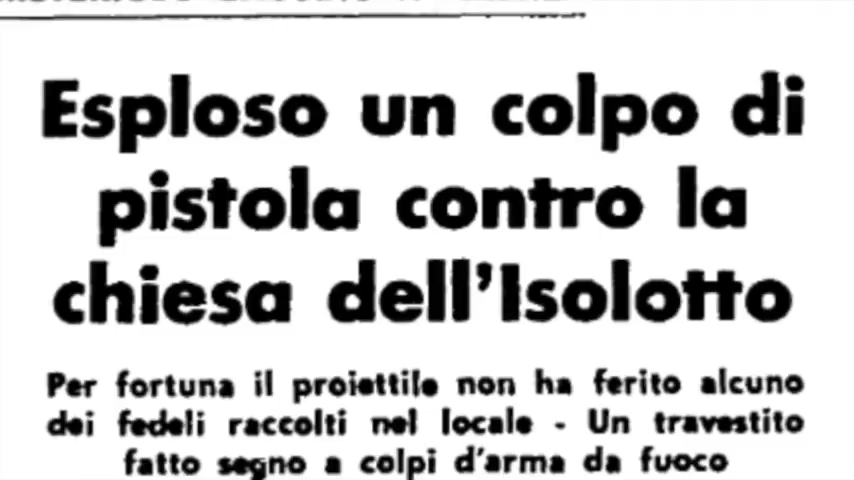 Esploso un colpo di
pistola contro la
chiesa dell'Isolotto
Per fortuna il proiettile non ha ferito alcuno
dei fedeli raccolti nel locale - Un travestito
fatto segno a colpi d'arma da fuoco